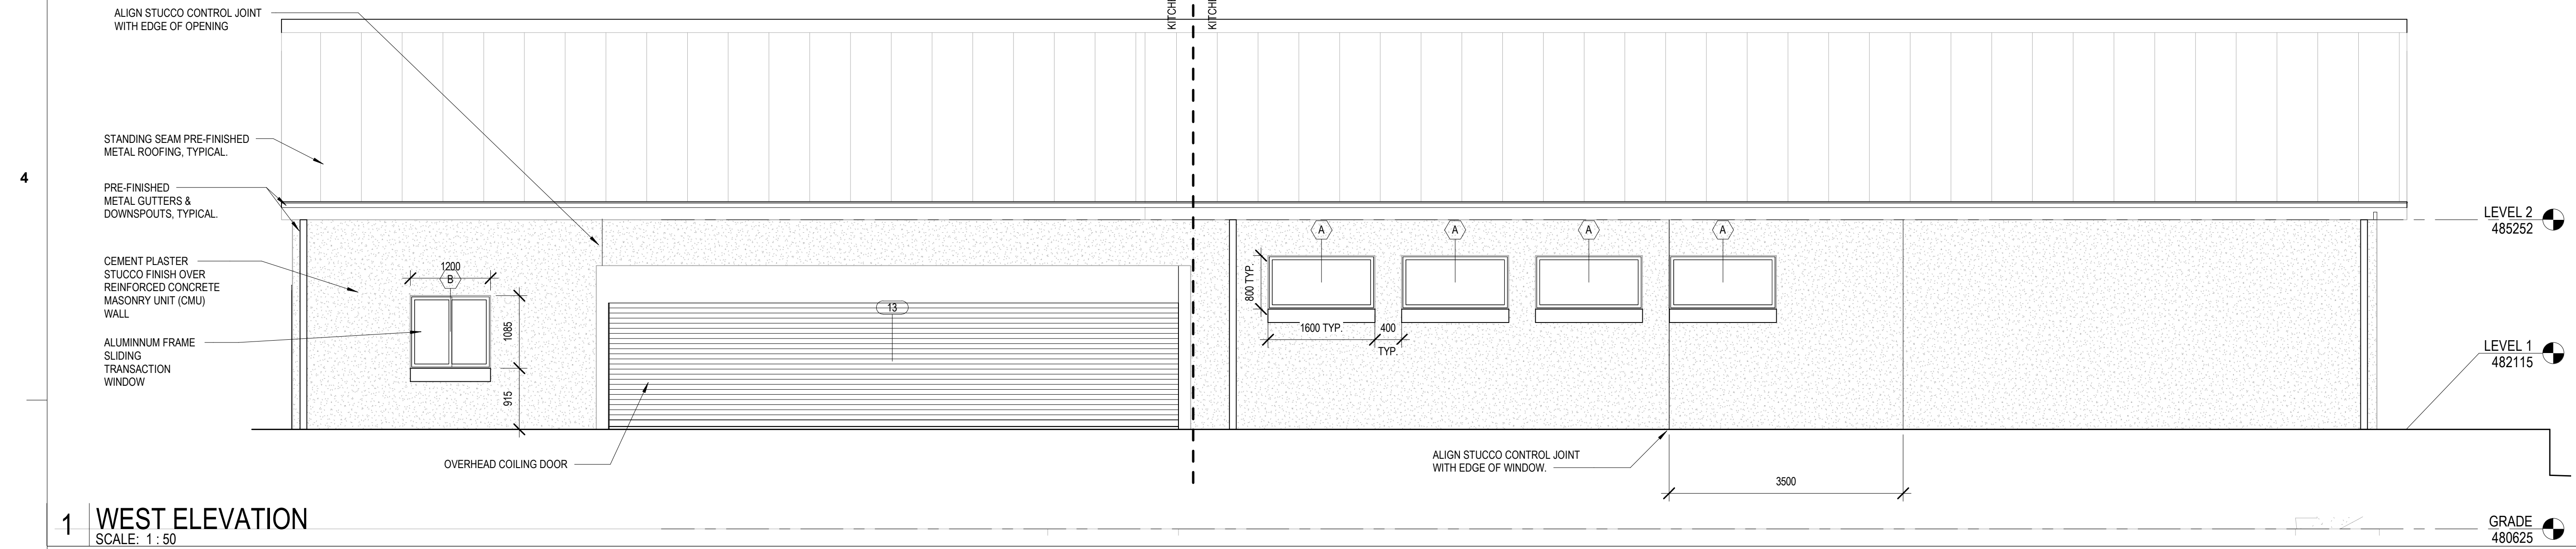 ALIGN STUCCO CONTROL JOINT
WITH EDGE OF OPENING
STANDING SEAM PRE-FINISHED
METAL ROOFING, TYPICAL.
4
PRE-FINISHED
METAL GUTTERS &
DOWNSPOUTS, TYPICAL.
CEMENT PLASTER
STUCCO FINISH OVER
REINFORCED CONCRETE
MASONRY UNIT (CMU)
WALL
ALUMINNUM FRAME
SLIDING
TRANSACTION
WINDOW
1200
B
1085
915
13
OVERHEAD COILING DOOR
A
A
A
A
800 TYP.
1600 TYP.
400
TYP.
ALIGN STUCCO CONTROL JOINT
WITH EDGE OF WINDOW.
3500
LEVEL 2
485252
LEVEL 1
482115
GRADE
480625
1
WEST ELEVATION
SCALE: 1 : 50